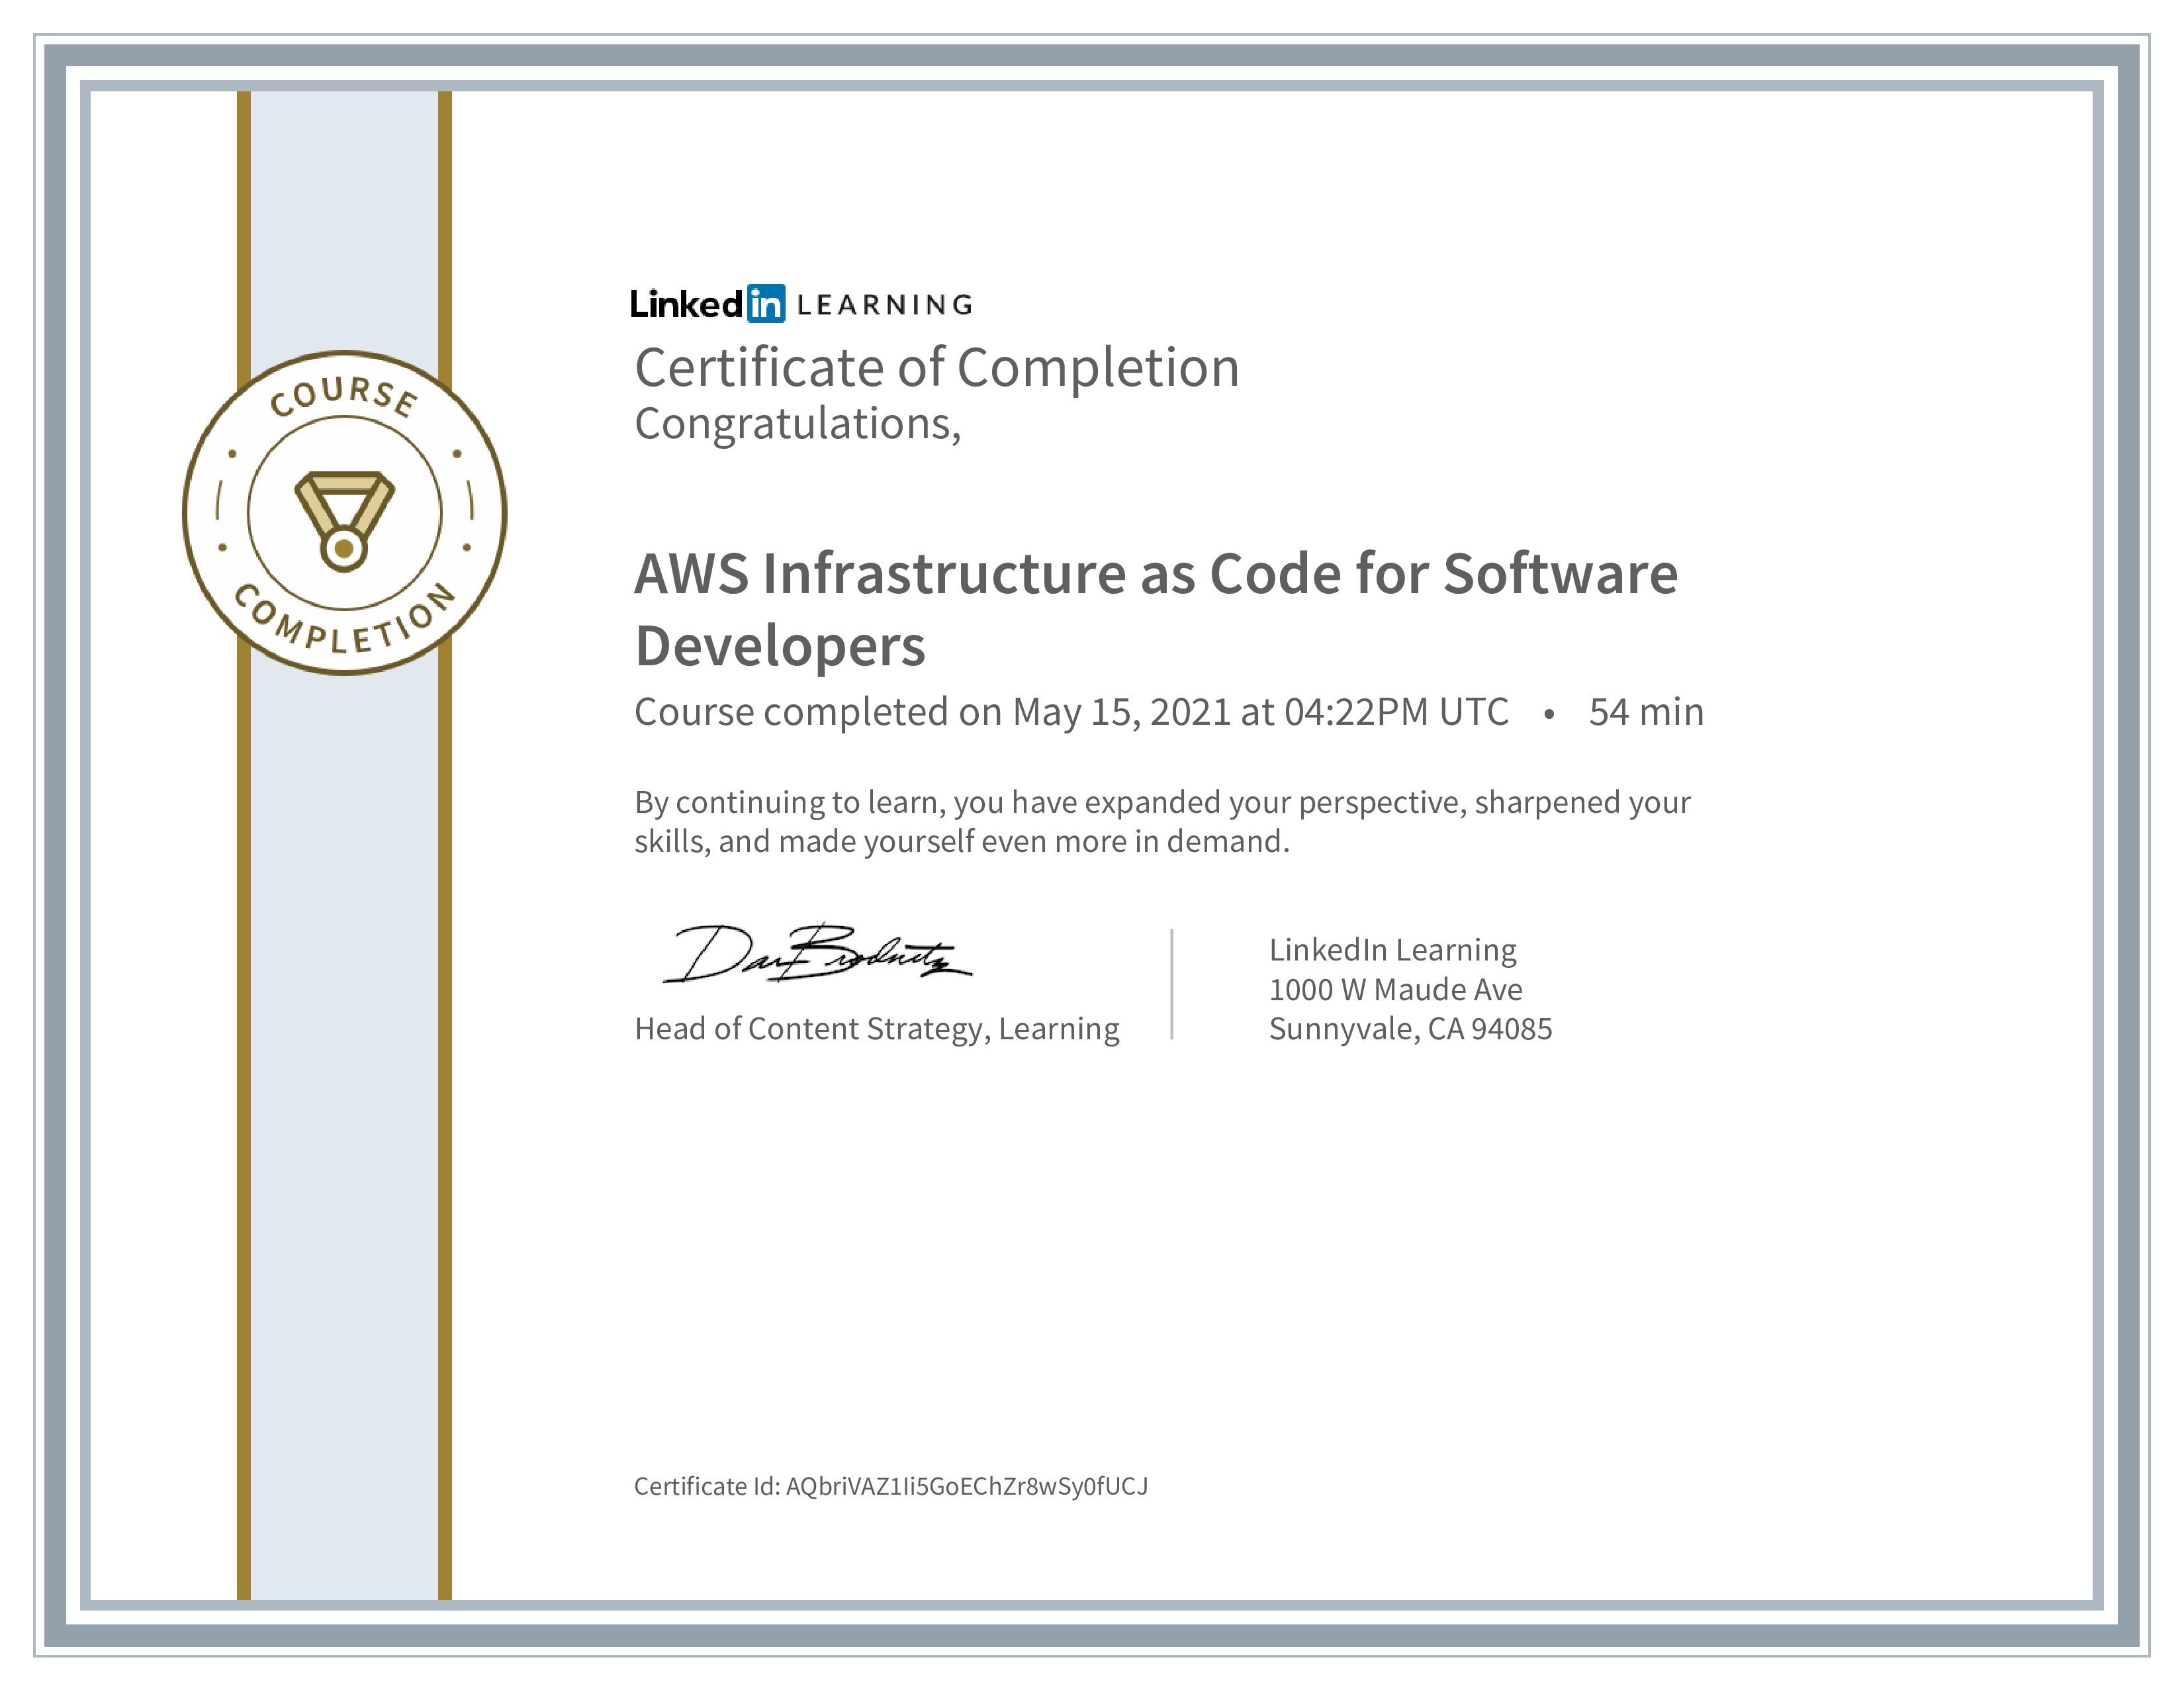 COURSE
COMPLETION
Linkedin LEARNING
Certificate of Completion
Congratulations,
AWS Infrastructure as Code for Software
Developers
Course completed on May 15, 2021 at 04:22PM UTC • 54 min
By continuing to learn, you have expanded your perspective, sharpened your
skills, and made yourself even more in demand.
Head of Content Strategy, Learning
LinkedIn Learning
1000 W Maude Ave
Sunnyvale, CA 94085
Certificate Id: AQbriVAZ1Ii5GoEChZr8wSy0fUCJ